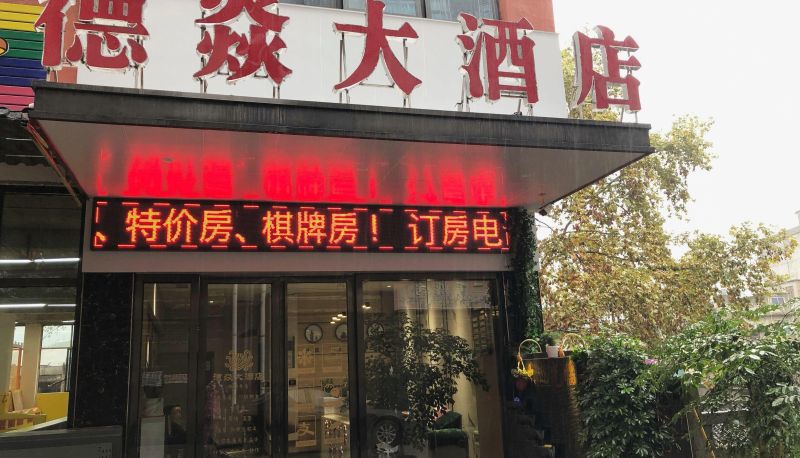 德焱大酒店
、特价房、棋牌房！ 订房电